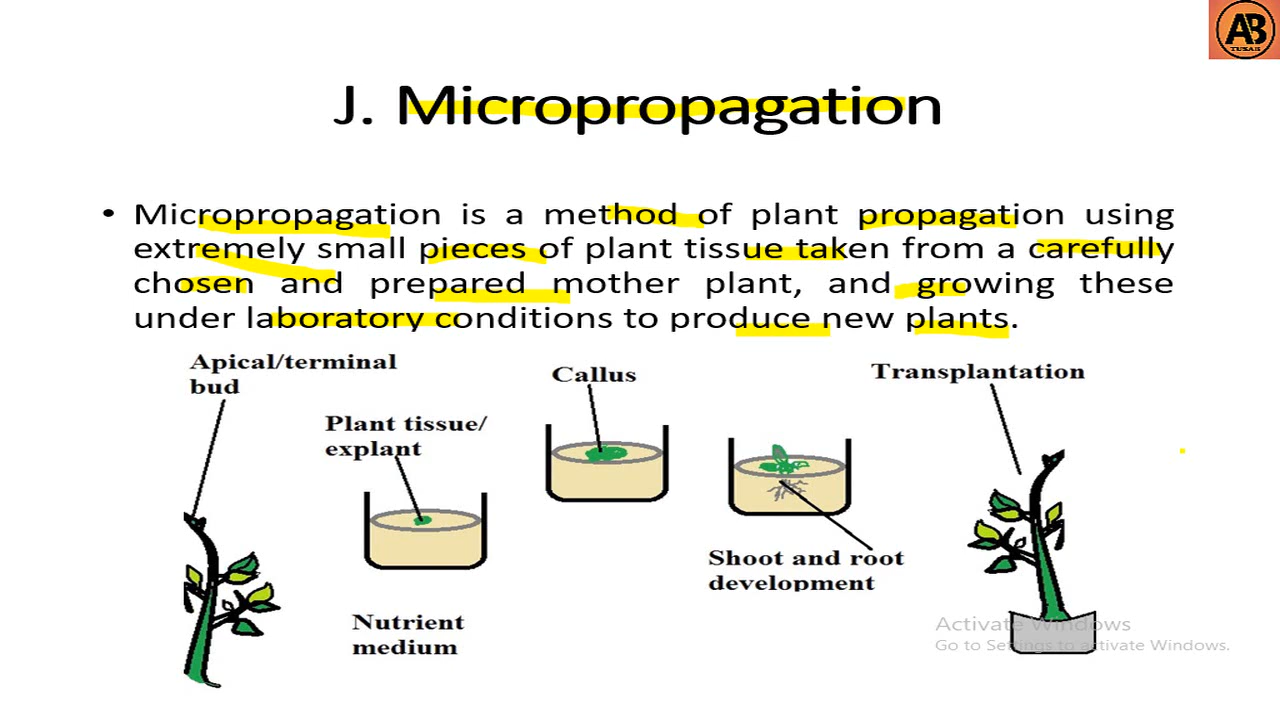 AB
TUSAR
J. Micropropagation
• Micropropagation is a method of plant propagation using
extremely small pieces of plant tissue taken from a carefully
chosen and prepared mother plant, and growing these
under laboratory conditions to produce new plants.
Apical/terminal
bud
Plant tissue/
explant
Nutrient
medium
Callus
Shoot and root
development
Transplantation
Activate Windows
Go to Settings to activate Windows.